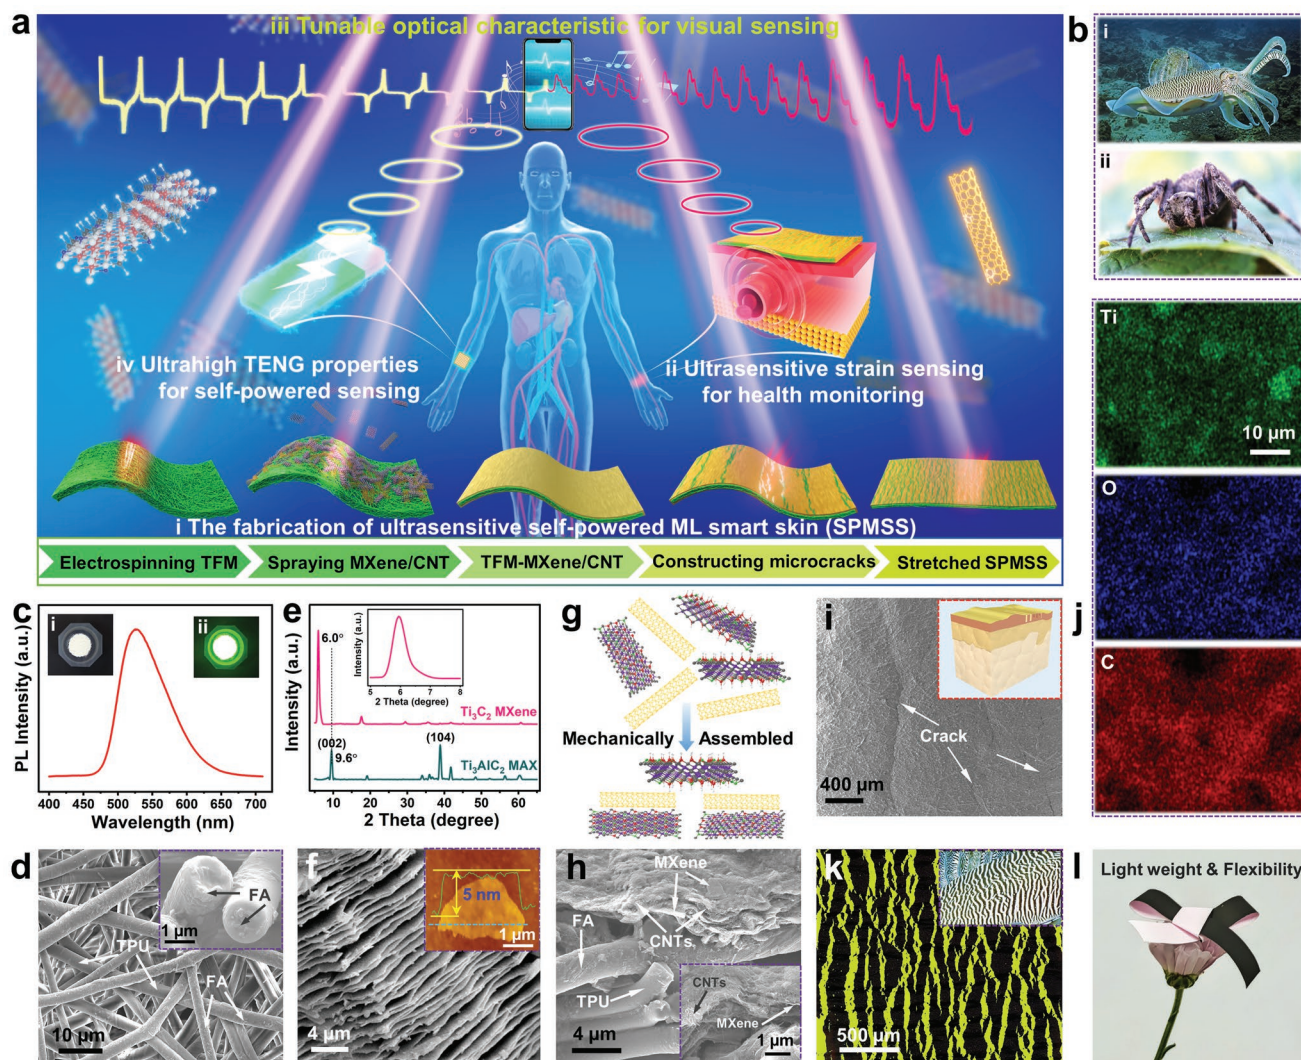 a
iii Tunable optical characteristic for visual sensing
iv Ultrahigh TENG properties
for self-powered sensing
ii Ultrasensitive strain sensing
for health monitoring
i The fabrication of ultrasensitive self-powered ML smart skin (SPMSS)
Electrospinning TFM
Spraying MXene/CNT
TFM-MXene/CNT
Constructing microcracks
Stretched SPMSS
b
i
ii
j
Ti
10 µm
O
C
c
i
ii
PL Intensity (a.u.)
400 450 500 550 600 650 700
Wavelength (nm)
e
Intensity (a.u.)
6.0°
Intensity (a.u.)
5 6 7 8
2 Theta (degree)
Ti₃C₂ MXene
(002)
9.6°
(104)
Ti₃AlC₂ MAX
10 20 30 40 50 60
2 Theta (degree)
g
Mechanically Assembled
i
Crack
400 µm
d
FA
1 µm
TPU
FA
10 µm
f
5 nm
1 µm
4 µm
h
MXene
CNTs
FA
TPU
4 µm
CNTs
MXene
1 µm
k
500 µm
l
Light weight & Flexibility